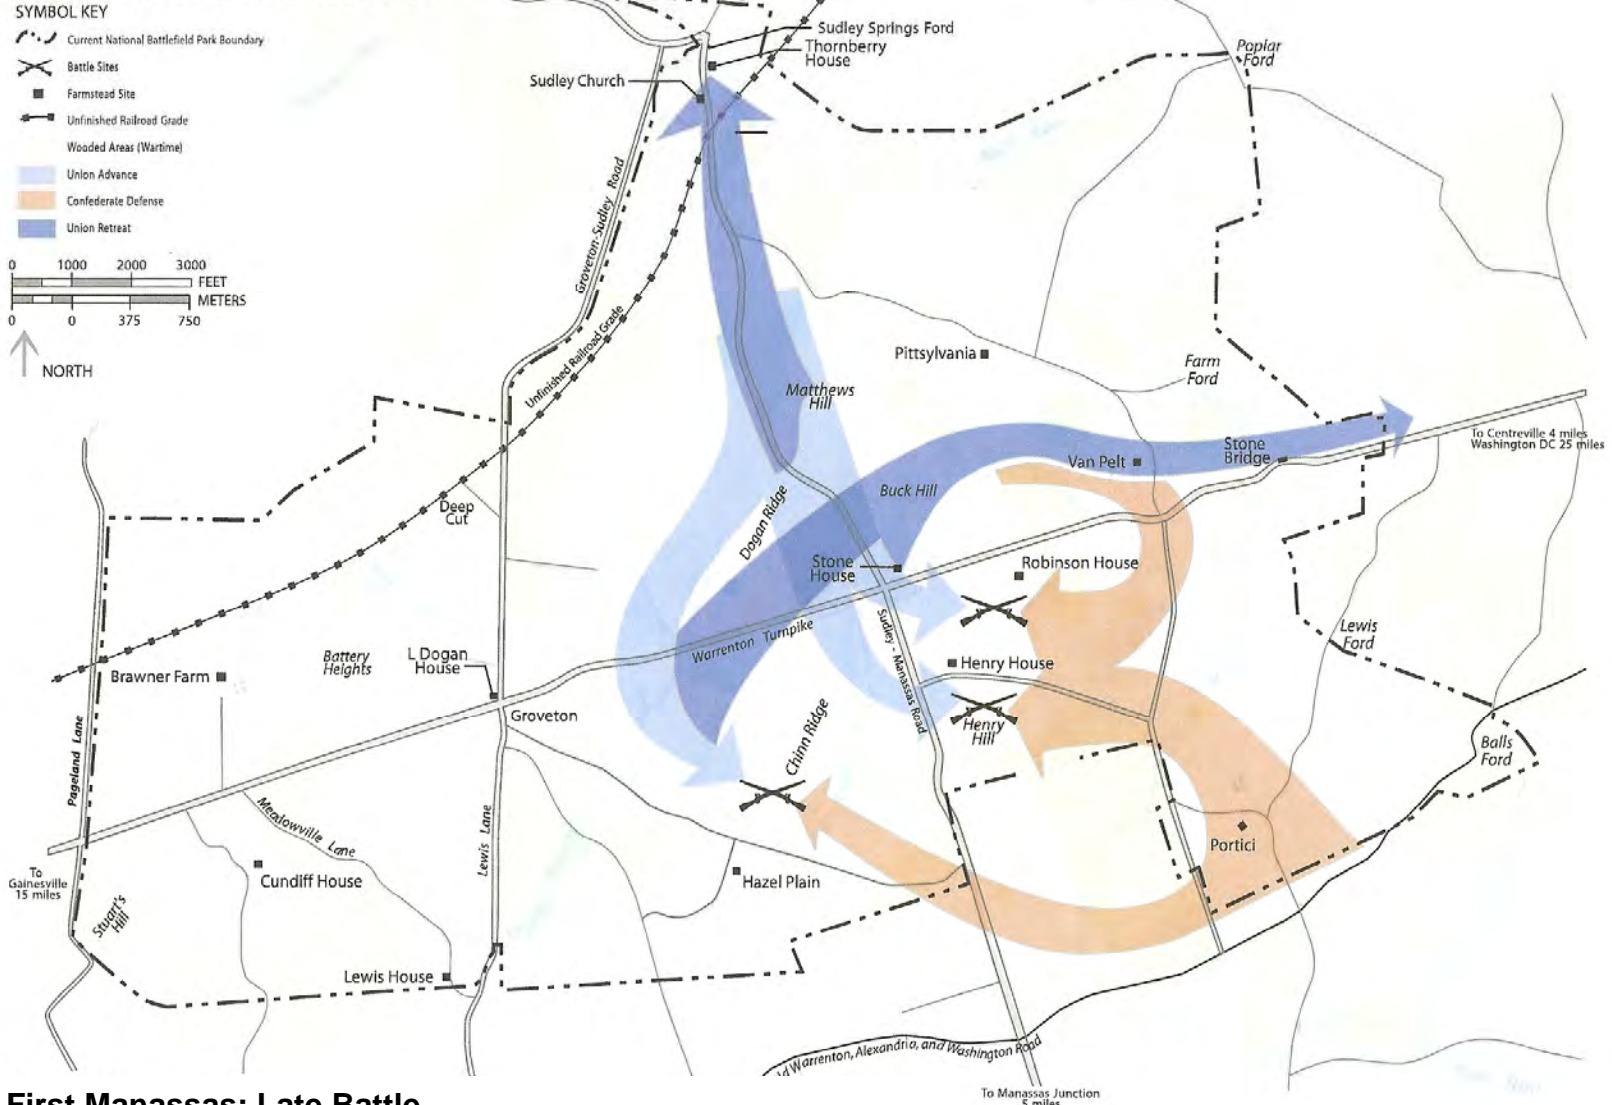 SYMBOL KEY
Current National Battlefield Park Boundary
Battle Sites
Farmstead Site
Unfinished Railroad Grade
Wooded Areas (Wartime)
Union Advance
Confederate Defense
Union Retreat
0 1000 2000 3000
FEET
METERS
0 0 375 750
NORTH
Sudley Springs Ford
Thornberry
House
Sudley Church
Poplar
Ford
Groveton-Sudley Road
Unfinished Railroad Grade
Pittsylvania
Farm
Ford
Matthews
Hill
To Centreville 4 miles
Washington DC 25 miles
Stone
Bridge
Van Pelt
Buck Hill
Dogan Ridge
Deep
Cut
Stone
House
Robinson House
Warrenton Turnpike
Sudley - Manassas Road
Lewis
Ford
Battery
Heights
L Dogan
House
Brawner Farm
Henry House
Groveton
Henry
Hill
Chinn Ridge
Balls
Ford
Pageland Lane
Meadowville Lane
Lewis Lane
Portici
To
Gainesville
15 miles
Cundiff House
Hazel Plain
Stuart's
Hill
Lewis House
Warrenton, Alexandria, and Washington Road
To Manassas Junction
5 miles
First Manassas: Late Battle